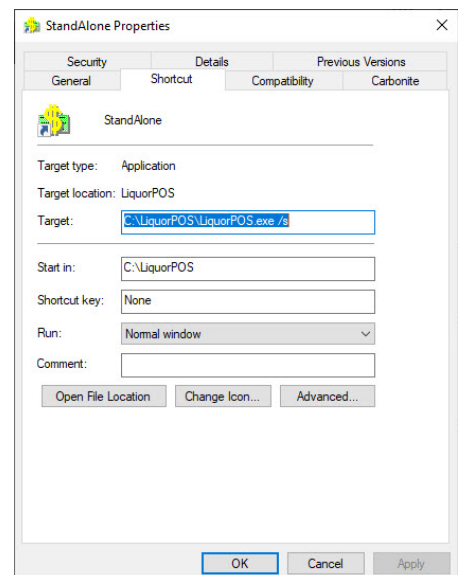 StandAlone Properties
Security Details Previous Versions
General Shortcut Compatibility Carbonite
StandAlone
Target type: Application
Target location: LiquorPOS
Target: C:\LiquorPOS\LiquorPOS.exe /s
Start in: C:\LiquorPOS
Shortcut key: None
Run: Normal window
Comment:
Open File Location Change Icon... Advanced...
OK Cancel Apply